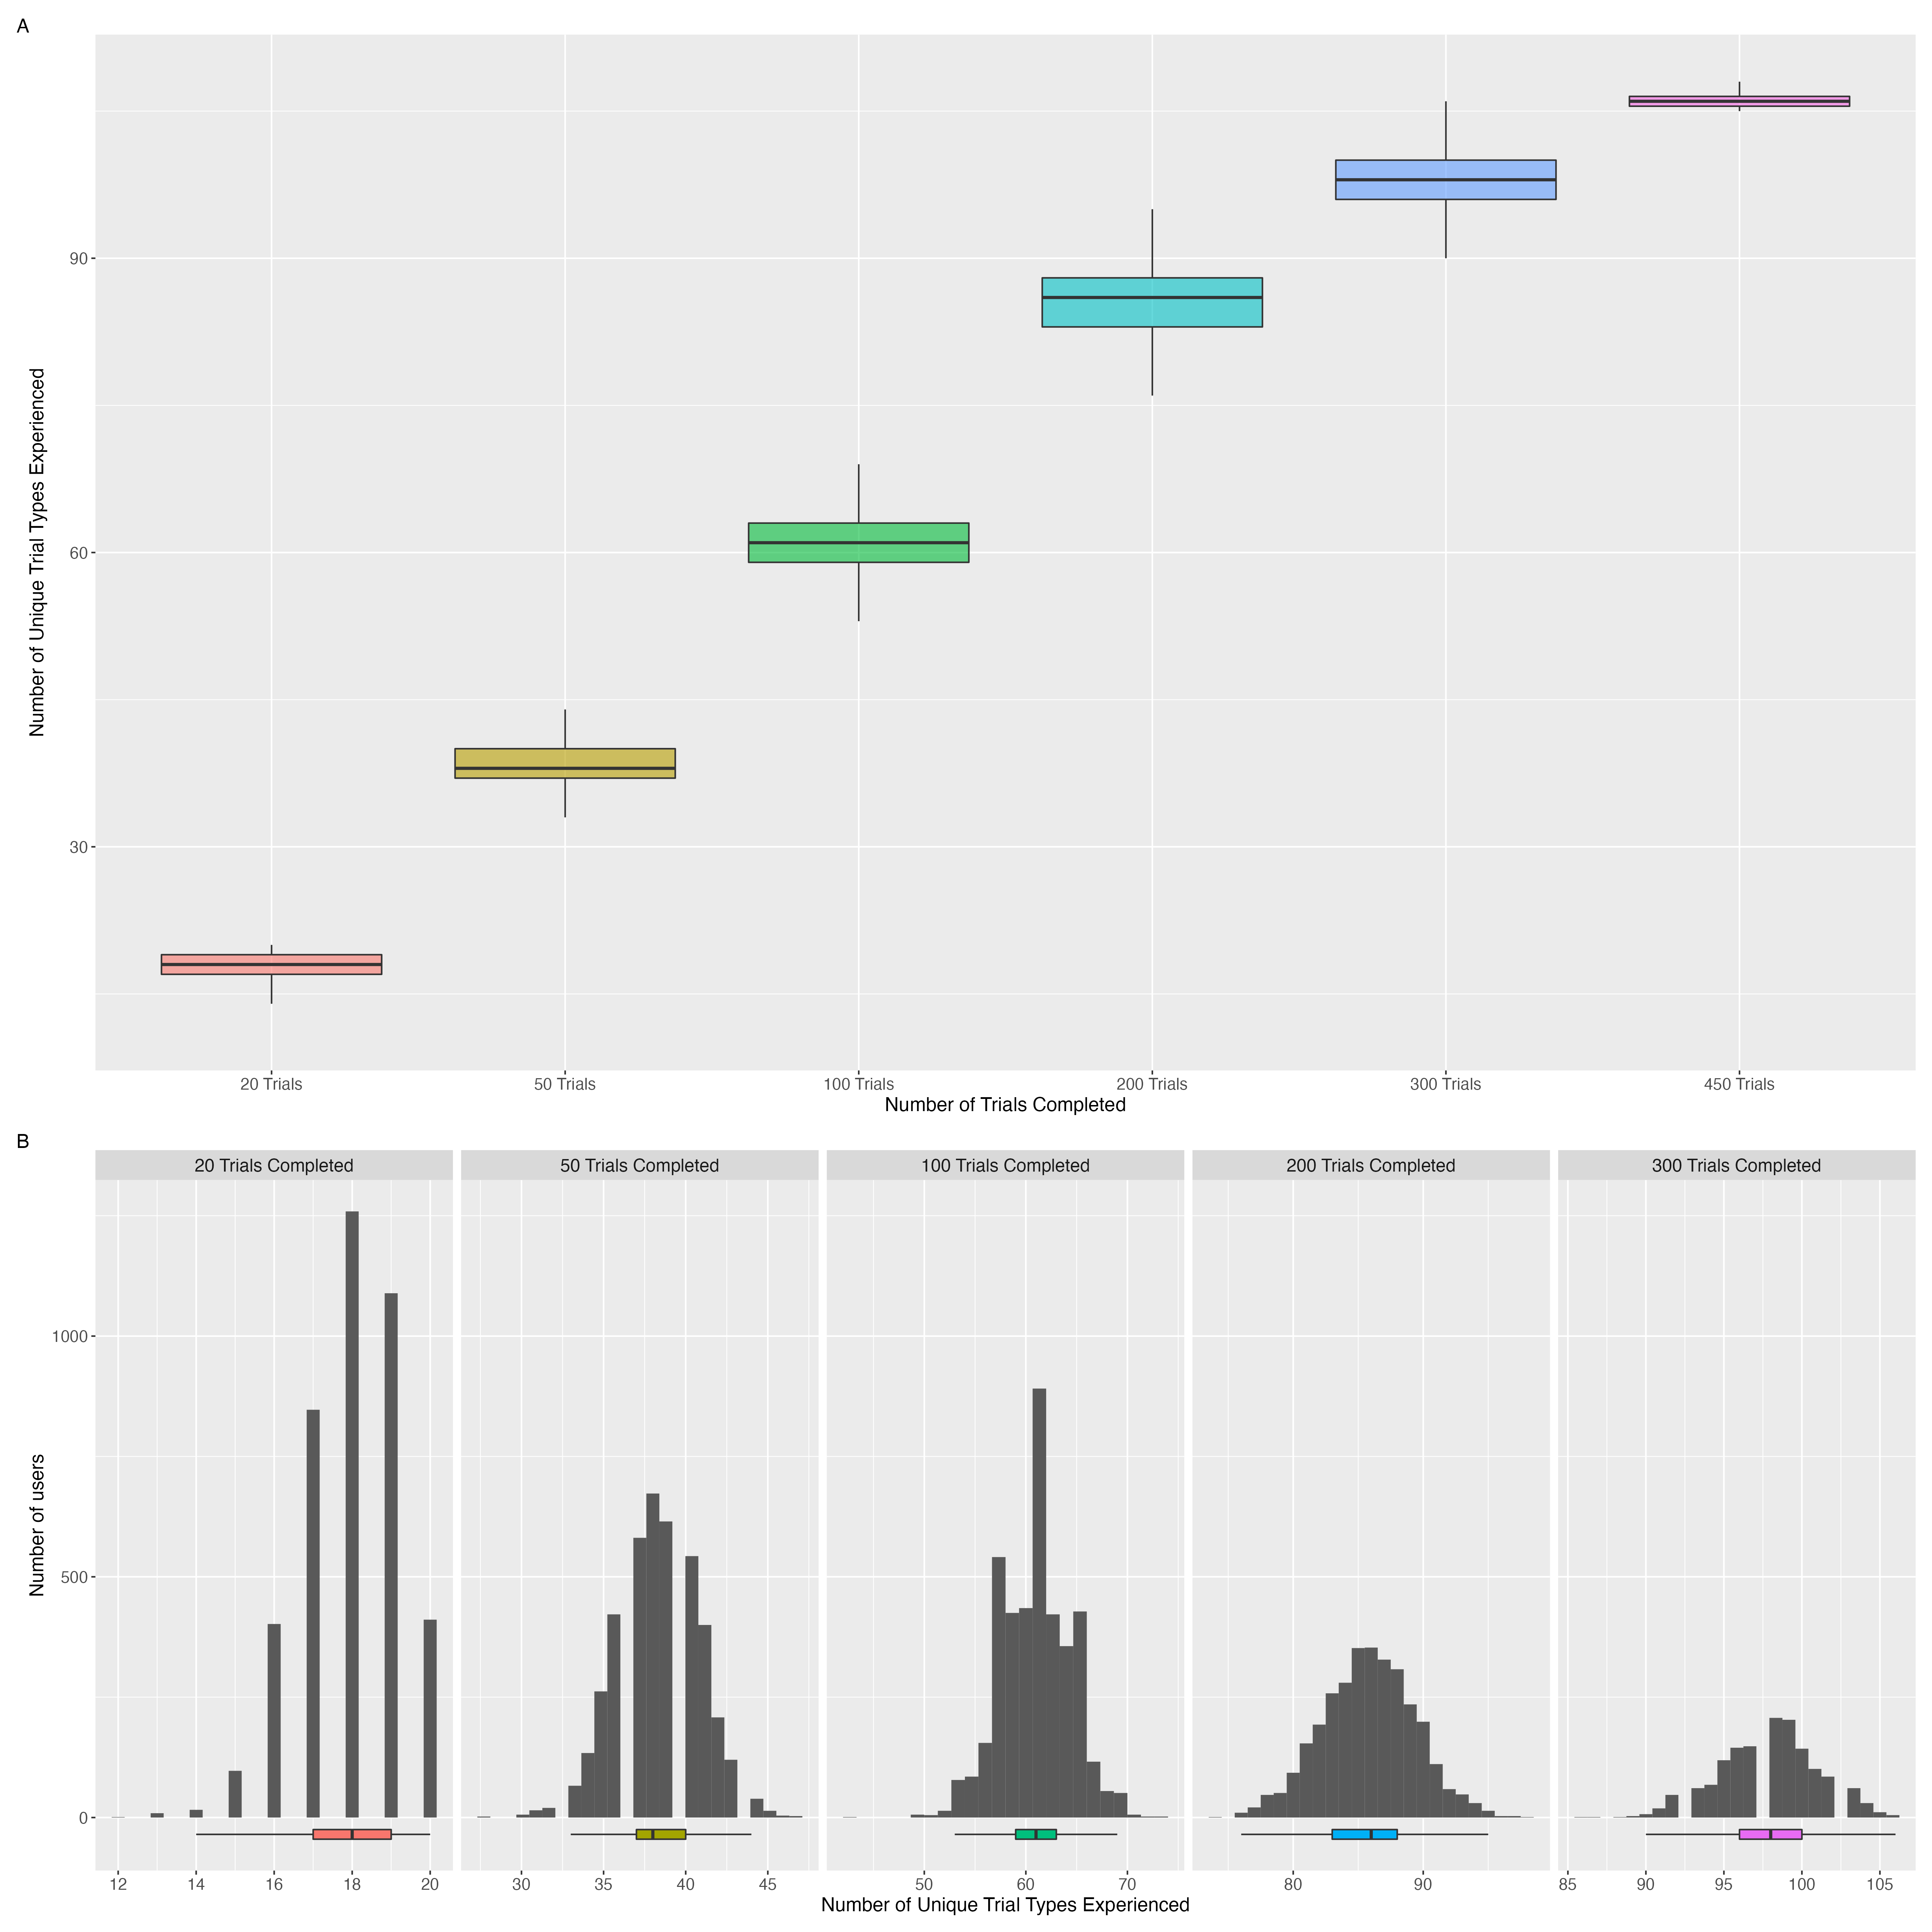 A
Number of Unique Trial Types Experienced
90
60
30
20 Trials 50 Trials 100 Trials 200 Trials 300 Trials 450 Trials
Number of Trials Completed
B
20 Trials Completed 50 Trials Completed 100 Trials Completed 200 Trials Completed 300 Trials Completed
Number of users
1000
500
0
12 14 16 18 20 30 35 40 45 50 60 70 80 90 85 90 95 100 105
Number of Unique Trial Types Experienced